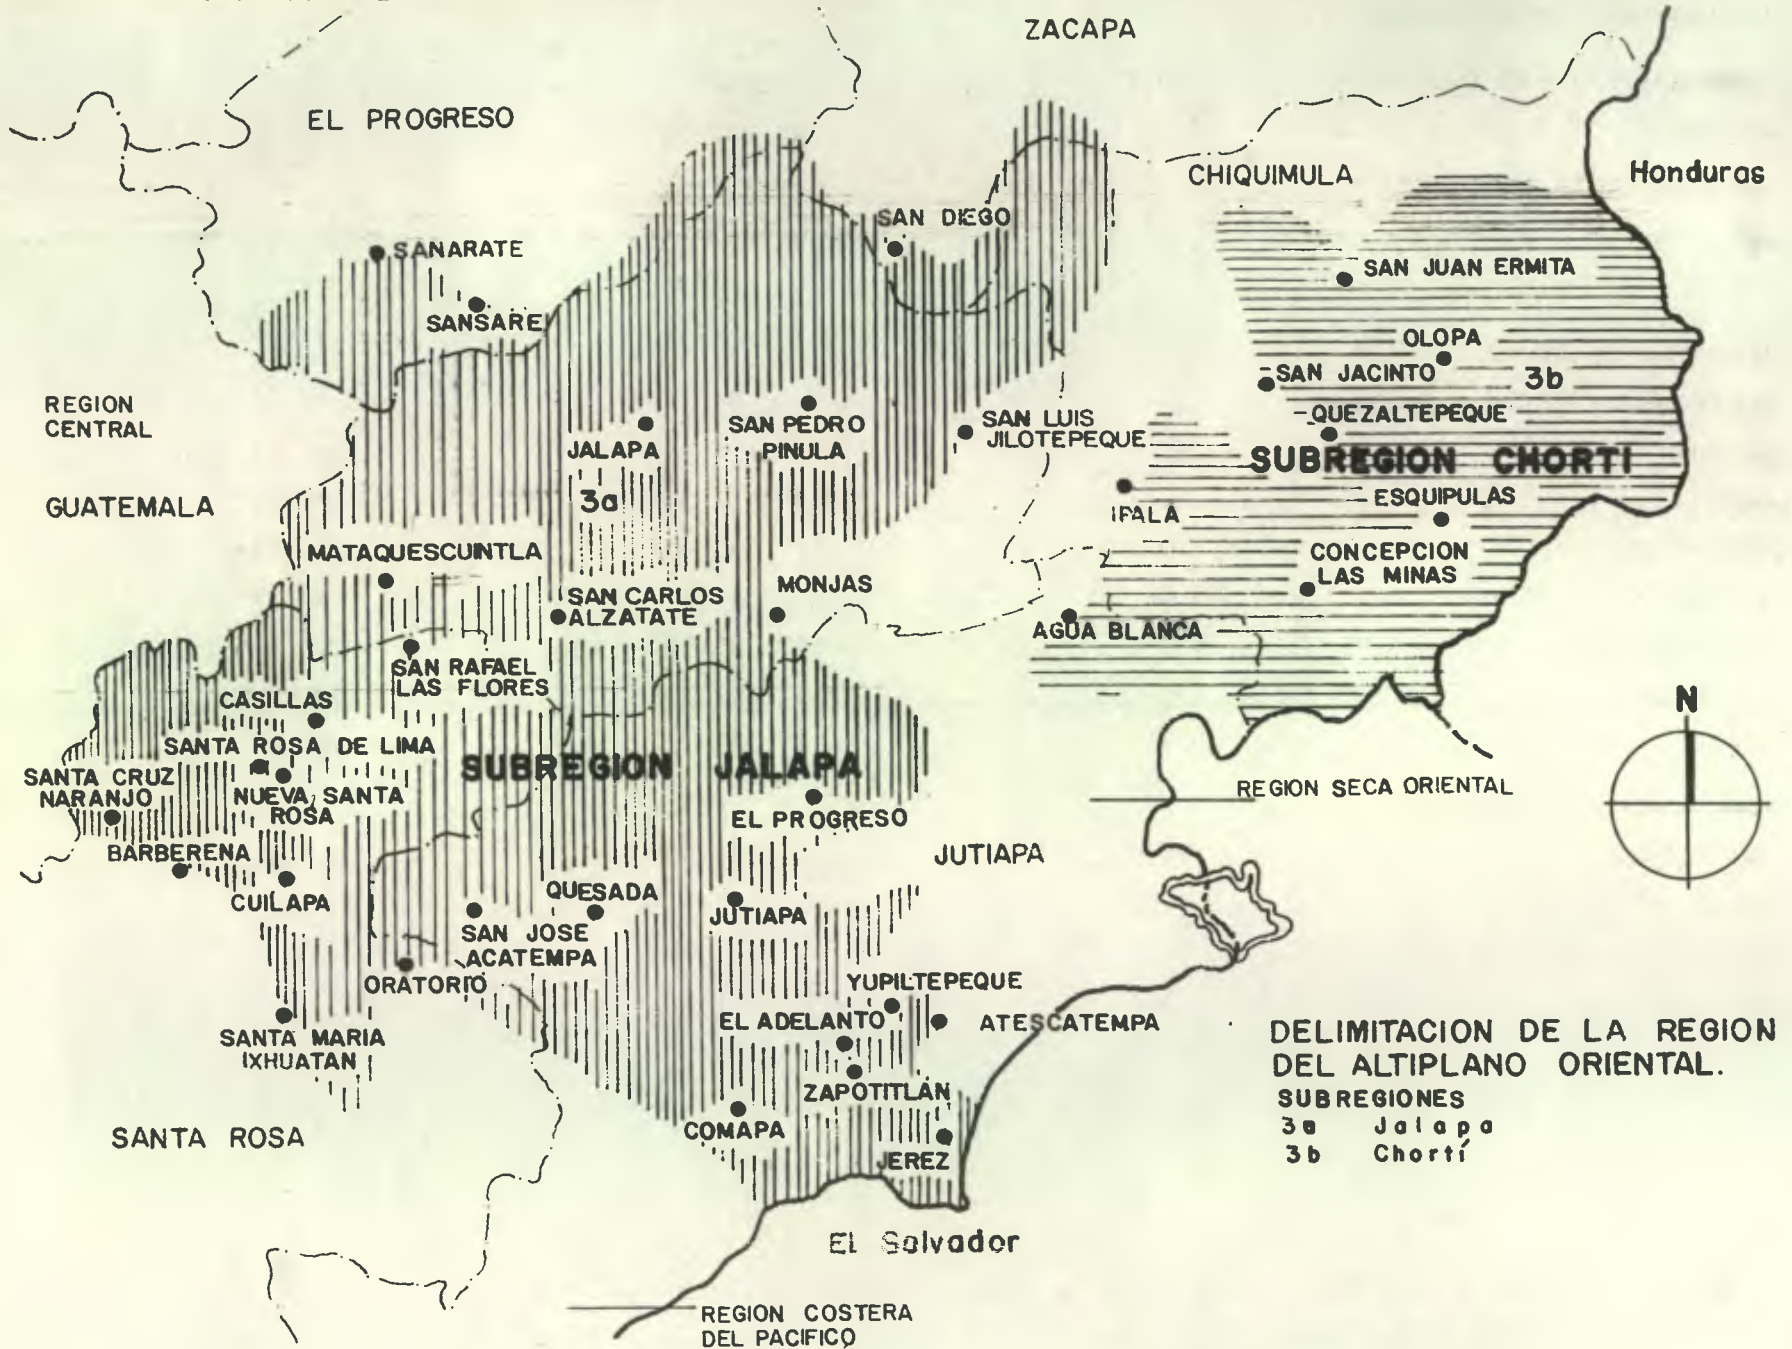 ZACAPA
EL PROGRESO
CHIQUIMULA
Honduras
SAN DIEGO
SANARATE
SAN JUAN ERMITA
SANSARE
OLOPA
SAN JACINTO
3b
REGION
CENTRAL
QUEZALTEPEQUE
SAN PEDRO
PINULA
SAN LUIS
JILOTEPEQUE
JALAPA
SUBREGION CHORTI
3a
ESQUIPULAS
GUATEMALA
IPALA
MATAQUESCUINTLA
CONCEPCION
LAS MINAS
MONJAS
SAN CARLOS
ALZATATE
AGUA BLANCA
SAN RAFAEL
LAS FLORES
CASILLAS
N
SANTA ROSA DE LIMA
SUBREGION JALAPA
SANTA CRUZ
NARANJO
NUEVA SANTA
ROSA
REGION SECA ORIENTAL
EL PROGRESO
BARBERENA
JUTIAPA
QUESADA
CUILAPA
JUTIAPA
SAN JOSE
ACATEMPA
ORATORIO
YUPILTEPEQUE
EL ADELANTO
ATESCATEMPA
SANTA MARIA
IXHUATAN
ZAPOTITLAN
COMAPA
SANTA ROSA
JEREZ
DELIMITACION DE LA REGION
DEL ALTIPLANO ORIENTAL.
SUBREGIONES
3a Jalapa
3b Chortí
El Salvador
REGION COSTERA
DEL PACIFICO